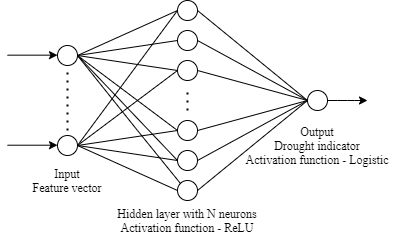 Input
Feature vector
Hidden layer with N neurons
Activation function - ReLU
Output
Drought indicator
Activation function - Logistic